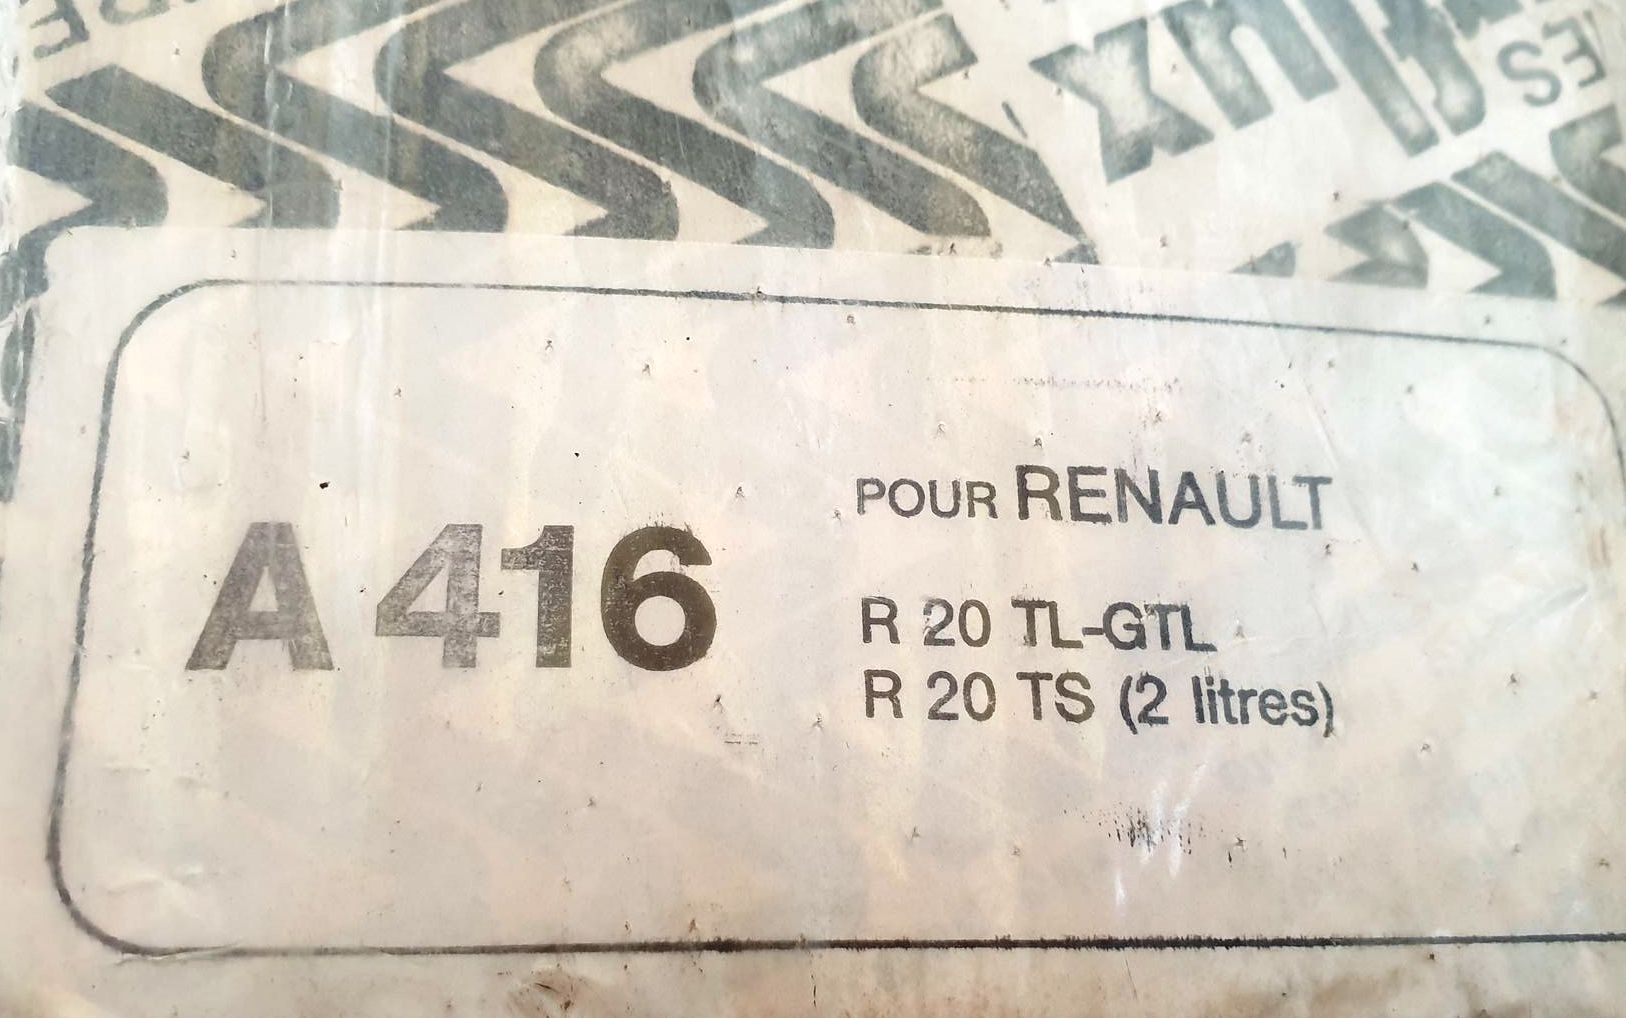 A 416
POUR RENAULT
R 20 TL-GTL
R 20 TS (2 litres)